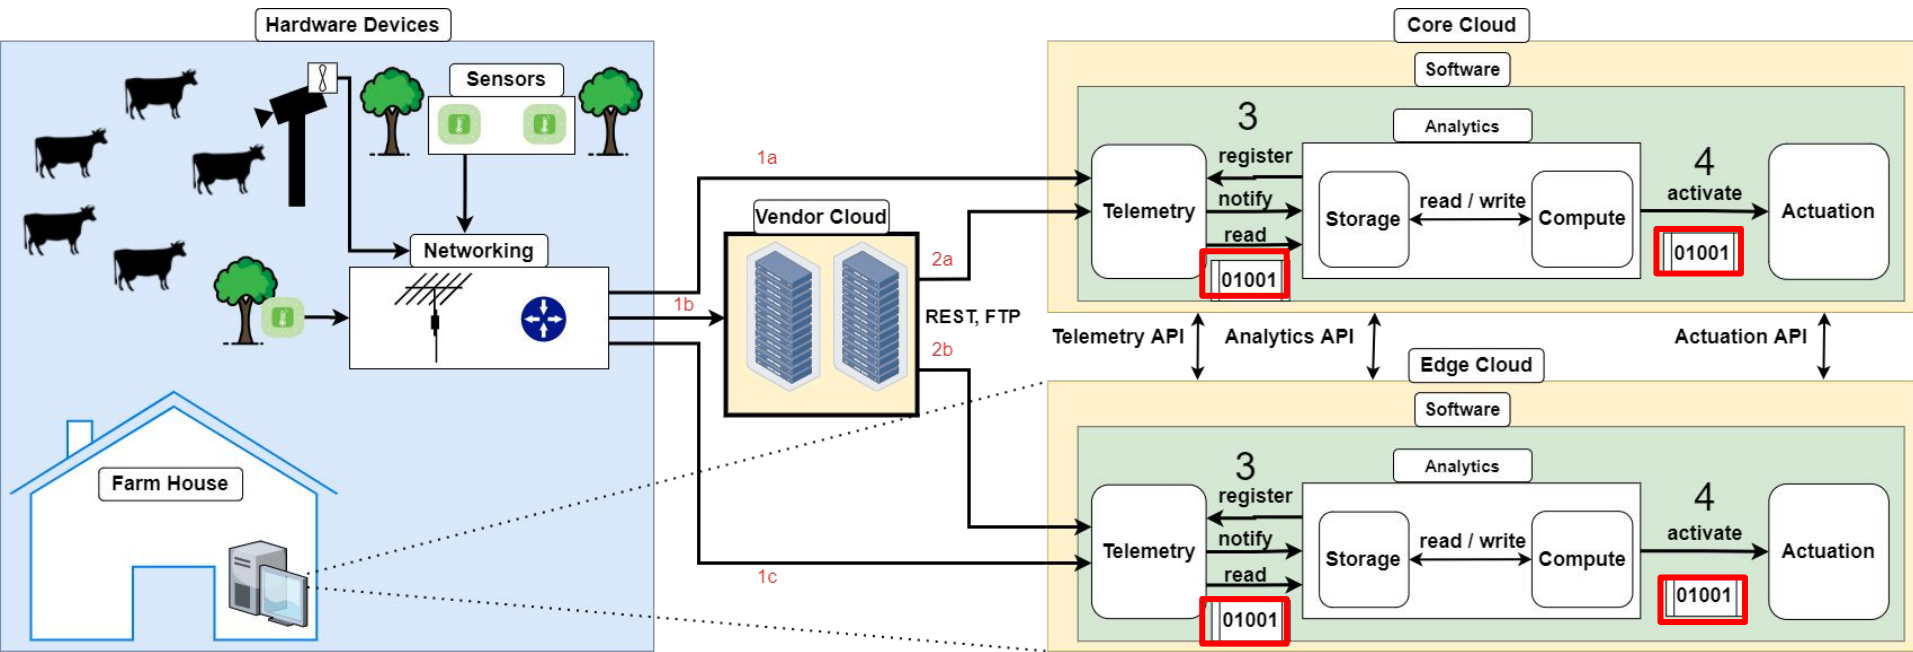 Hardware Devices
Sensors
Networking
Farm House
1a
1b
1c
Vendor Cloud
2a
REST, FTP
2b
Core Cloud
Software
3
Analytics
4
register
notify
read
01001
Telemetry
Storage
read / write
Compute
activate
01001
Actuation
Telemetry API
Analytics API
Actuation API
Edge Cloud
Software
3
Analytics
4
register
notify
read
01001
Telemetry
Storage
read / write
Compute
activate
01001
Actuation